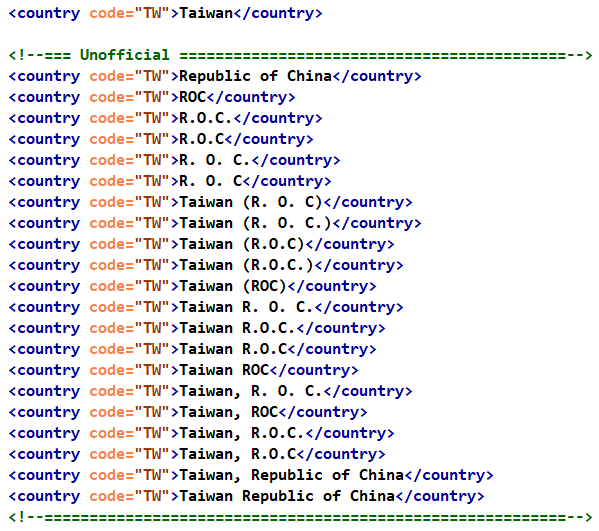 <country code="TW">Taiwan</country>
<!--=== Unofficial ===========================================-->
<country code="TW">Republic of China</country>
<country code="TW">ROC</country>
<country code="TW">R.O.C.</country>
<country code="TW">R.O.C</country>
<country code="TW">R. O. C.</country>
<country code="TW">R. O. C</country>
<country code="TW">Taiwan (R. O. C)</country>
<country code="TW">Taiwan (R. O. C.)</country>
<country code="TW">Taiwan (R.O.C)</country>
<country code="TW">Taiwan (R.O.C.)</country>
<country code="TW">Taiwan (ROC)</country>
<country code="TW">Taiwan R. O. C.</country>
<country code="TW">Taiwan R.O.C.</country>
<country code="TW">Taiwan R.O.C</country>
<country code="TW">Taiwan ROC</country>
<country code="TW">Taiwan, R. O. C.</country>
<country code="TW">Taiwan, ROC</country>
<country code="TW">Taiwan, R.O.C.</country>
<country code="TW">Taiwan, R.O.C</country>
<country code="TW">Taiwan, Republic of China</country>
<country code="TW">Taiwan Republic of China</country>
<!--==========================================================-->